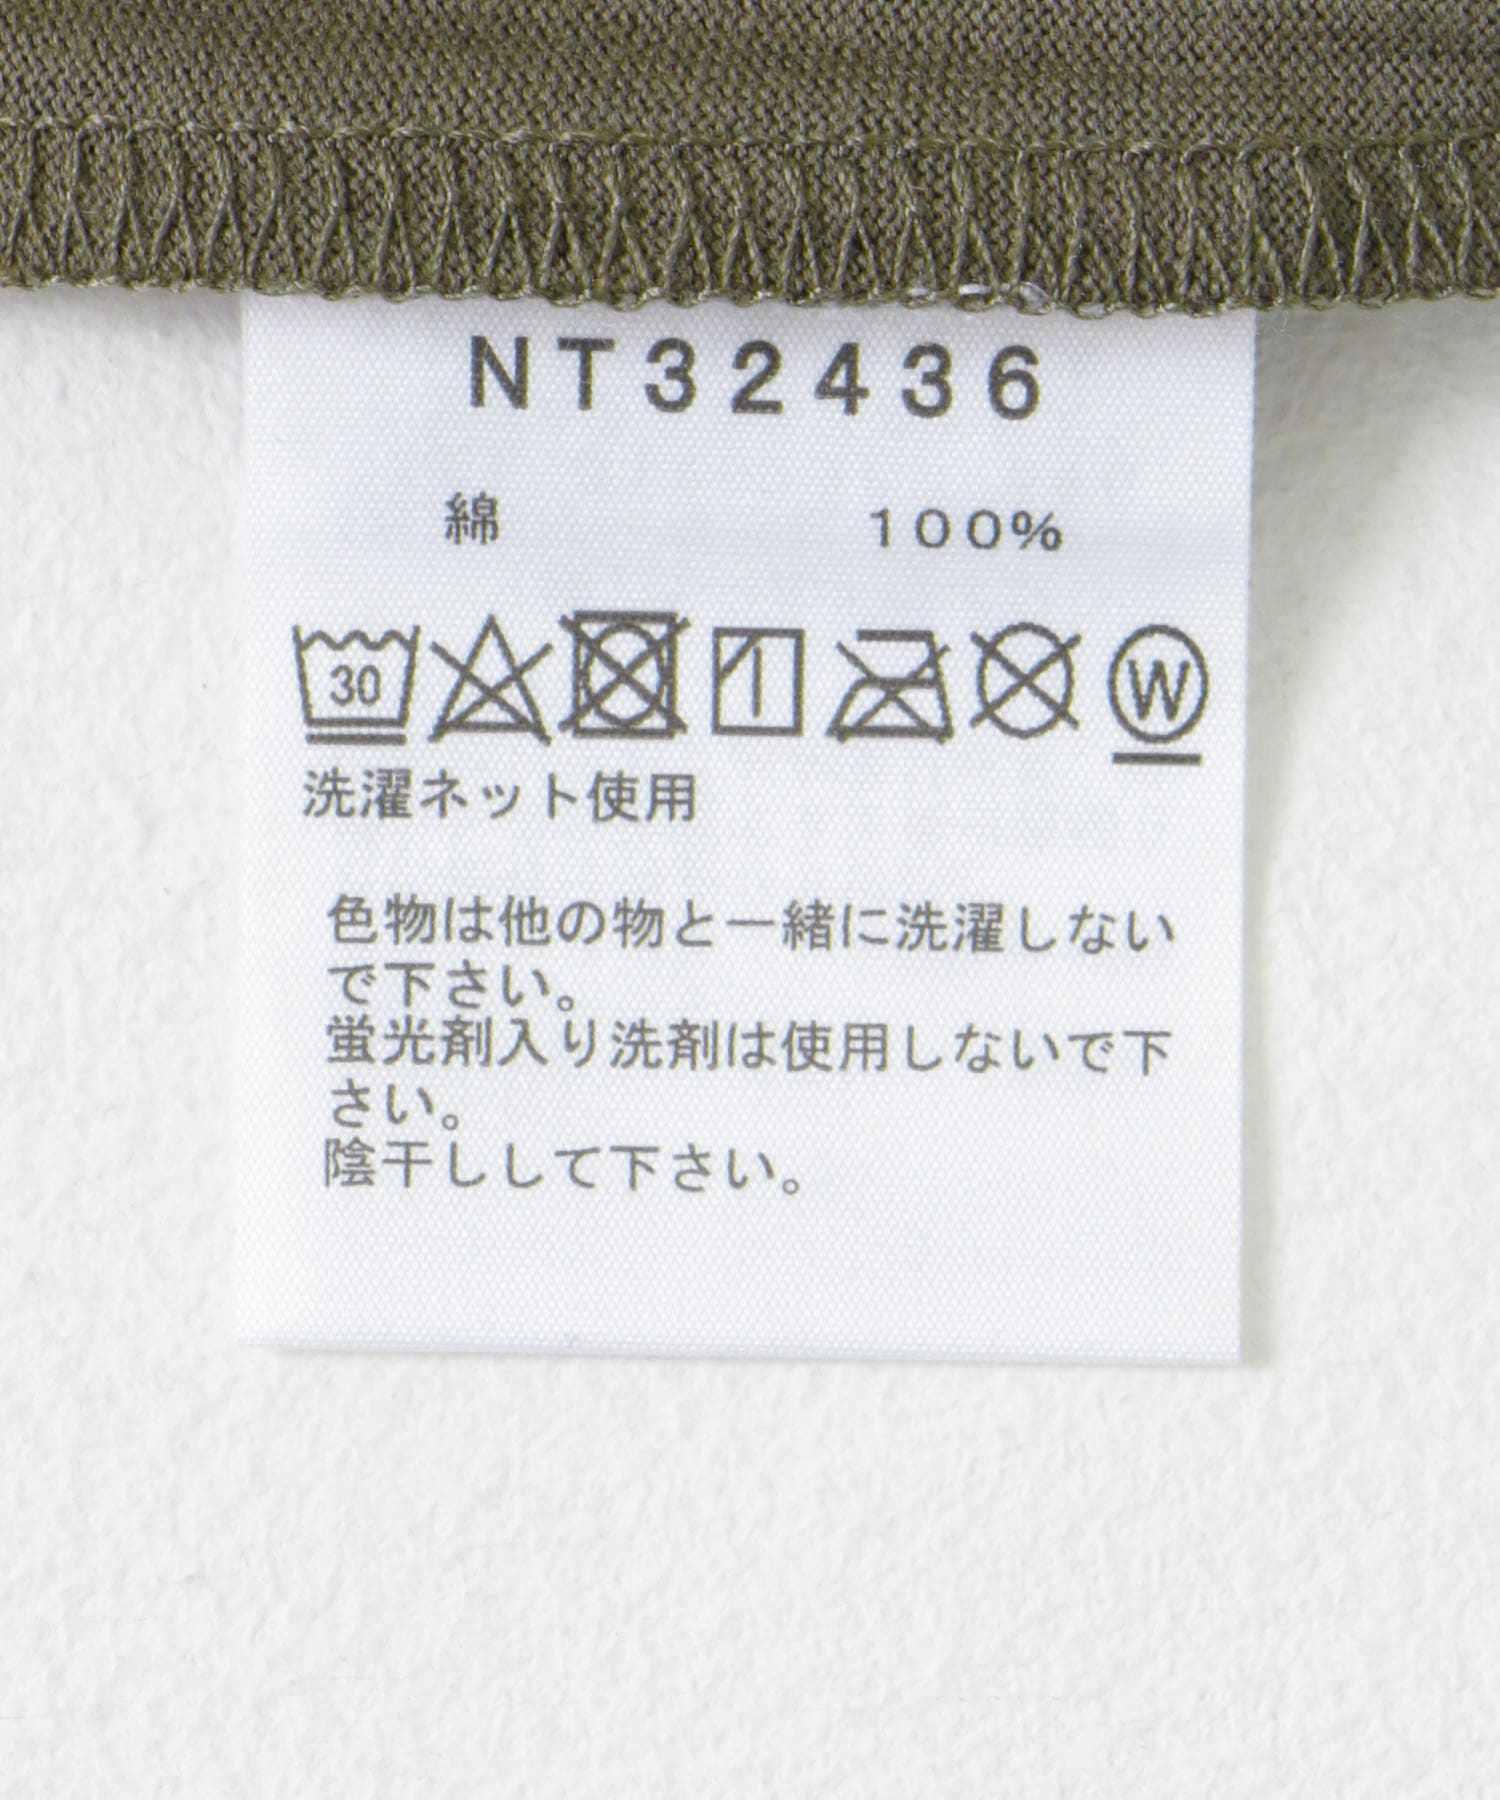 NT32436
綿 100%
30 W
洗濯ネット使用
色物は他の物と一緒に洗濯しない
で下さい。
蛍光剤入り洗剤は使用しないで下
さい。
陰干ししして下さい。